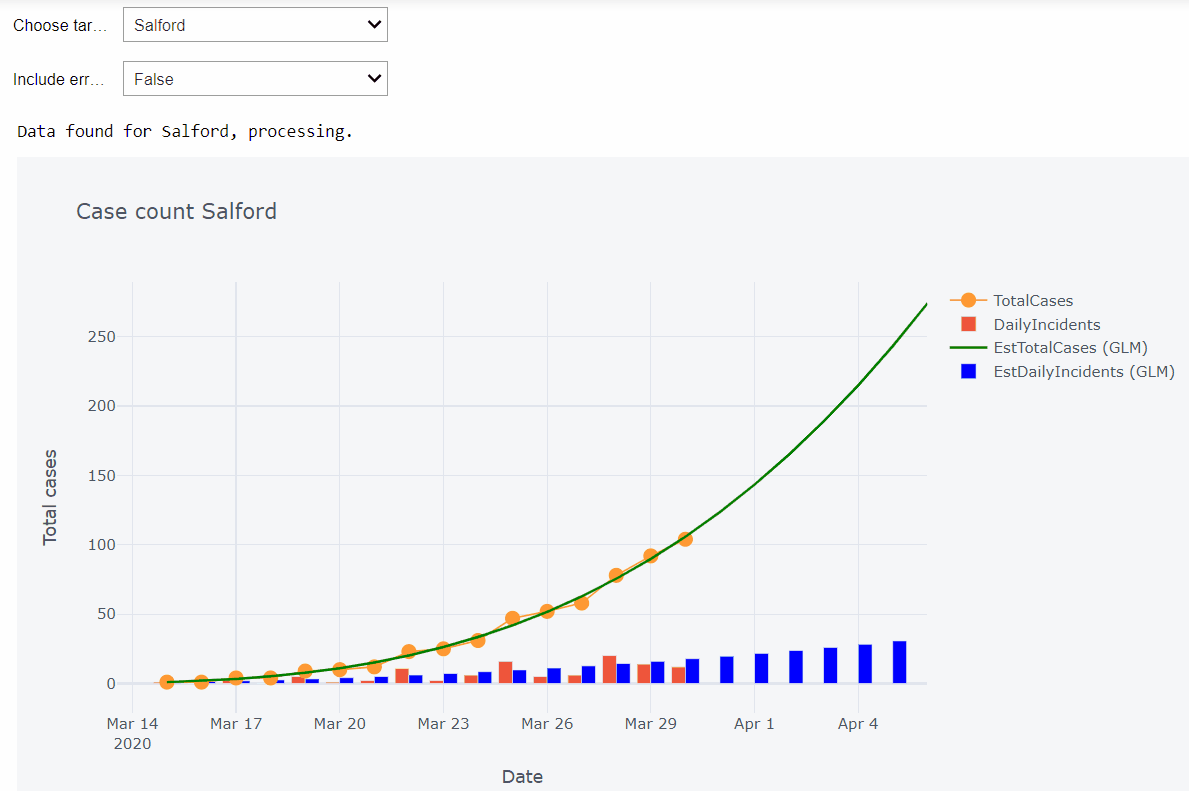 Choose tar…
Salford
Include err…
False
Data found for Salford, processing.
Case count Salford
TotalCases
DailyIncidents
EstTotalCases (GLM)
EstDailyIncidents (GLM)
250
200
150
100
50
0
Total cases
Mar 14 Mar 17 Mar 20 Mar 23 Mar 26 Mar 29 Apr 1 Apr 4
2020
Date